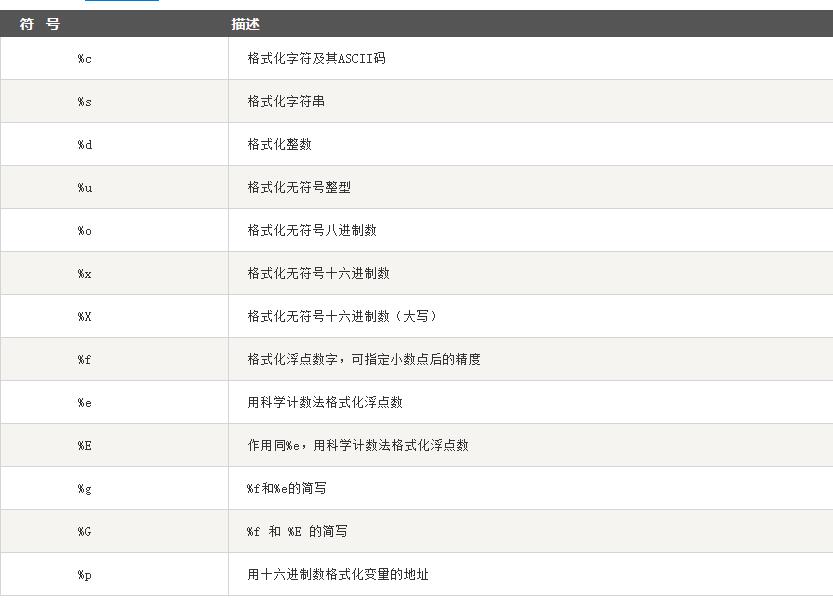 符 号 描述
%c 格式化字符及其ASCII码
%s 格式化字符串
%d 格式化整数
%u 格式化无符号整型
%o 格式化无符号八进制数
%x 格式化无符号十六进制数
%X 格式化无符号十六进制数（大写）
%f 格式化浮点数字，可指定小数点后的精度
%e 用科学计数法格式化浮点数
%E 作用同%e，用科学计数法格式化浮点数
%g %f和%e的简写
%G %f 和 %E 的简写
%p 用十六进制数格式化变量的地址